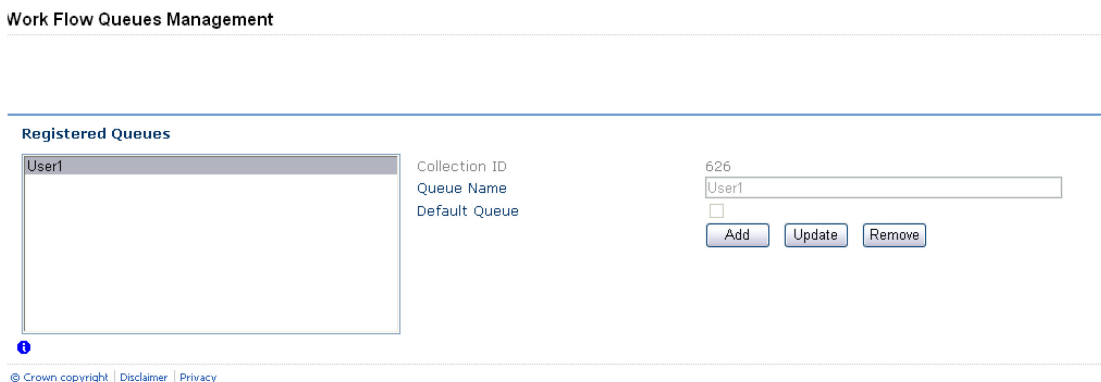 Work Flow Queues Management
Registered Queues
User1
Collection ID 626
Queue Name User1
Default Queue
Add Update Remove
© Crown copyright | Disclaimer | Privacy